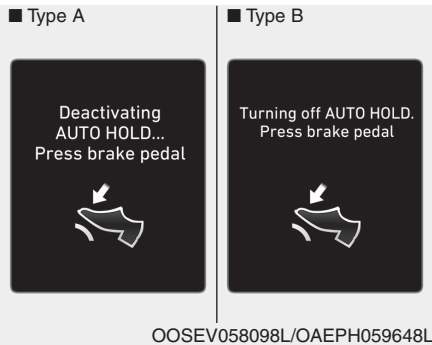 ■ Type A
Deactivating
AUTO HOLD...
Press brake pedal
■ Type B
Turning off AUTO HOLD.
Press brake pedal
OOSEV058098L/OAEPH059648L